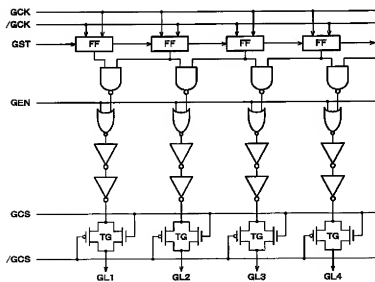 GCK
/GCK
GST FF FF FF FF
GEN
GCS
TG TG TG TG
/GCS
GL1 GL2 GL3 GL4